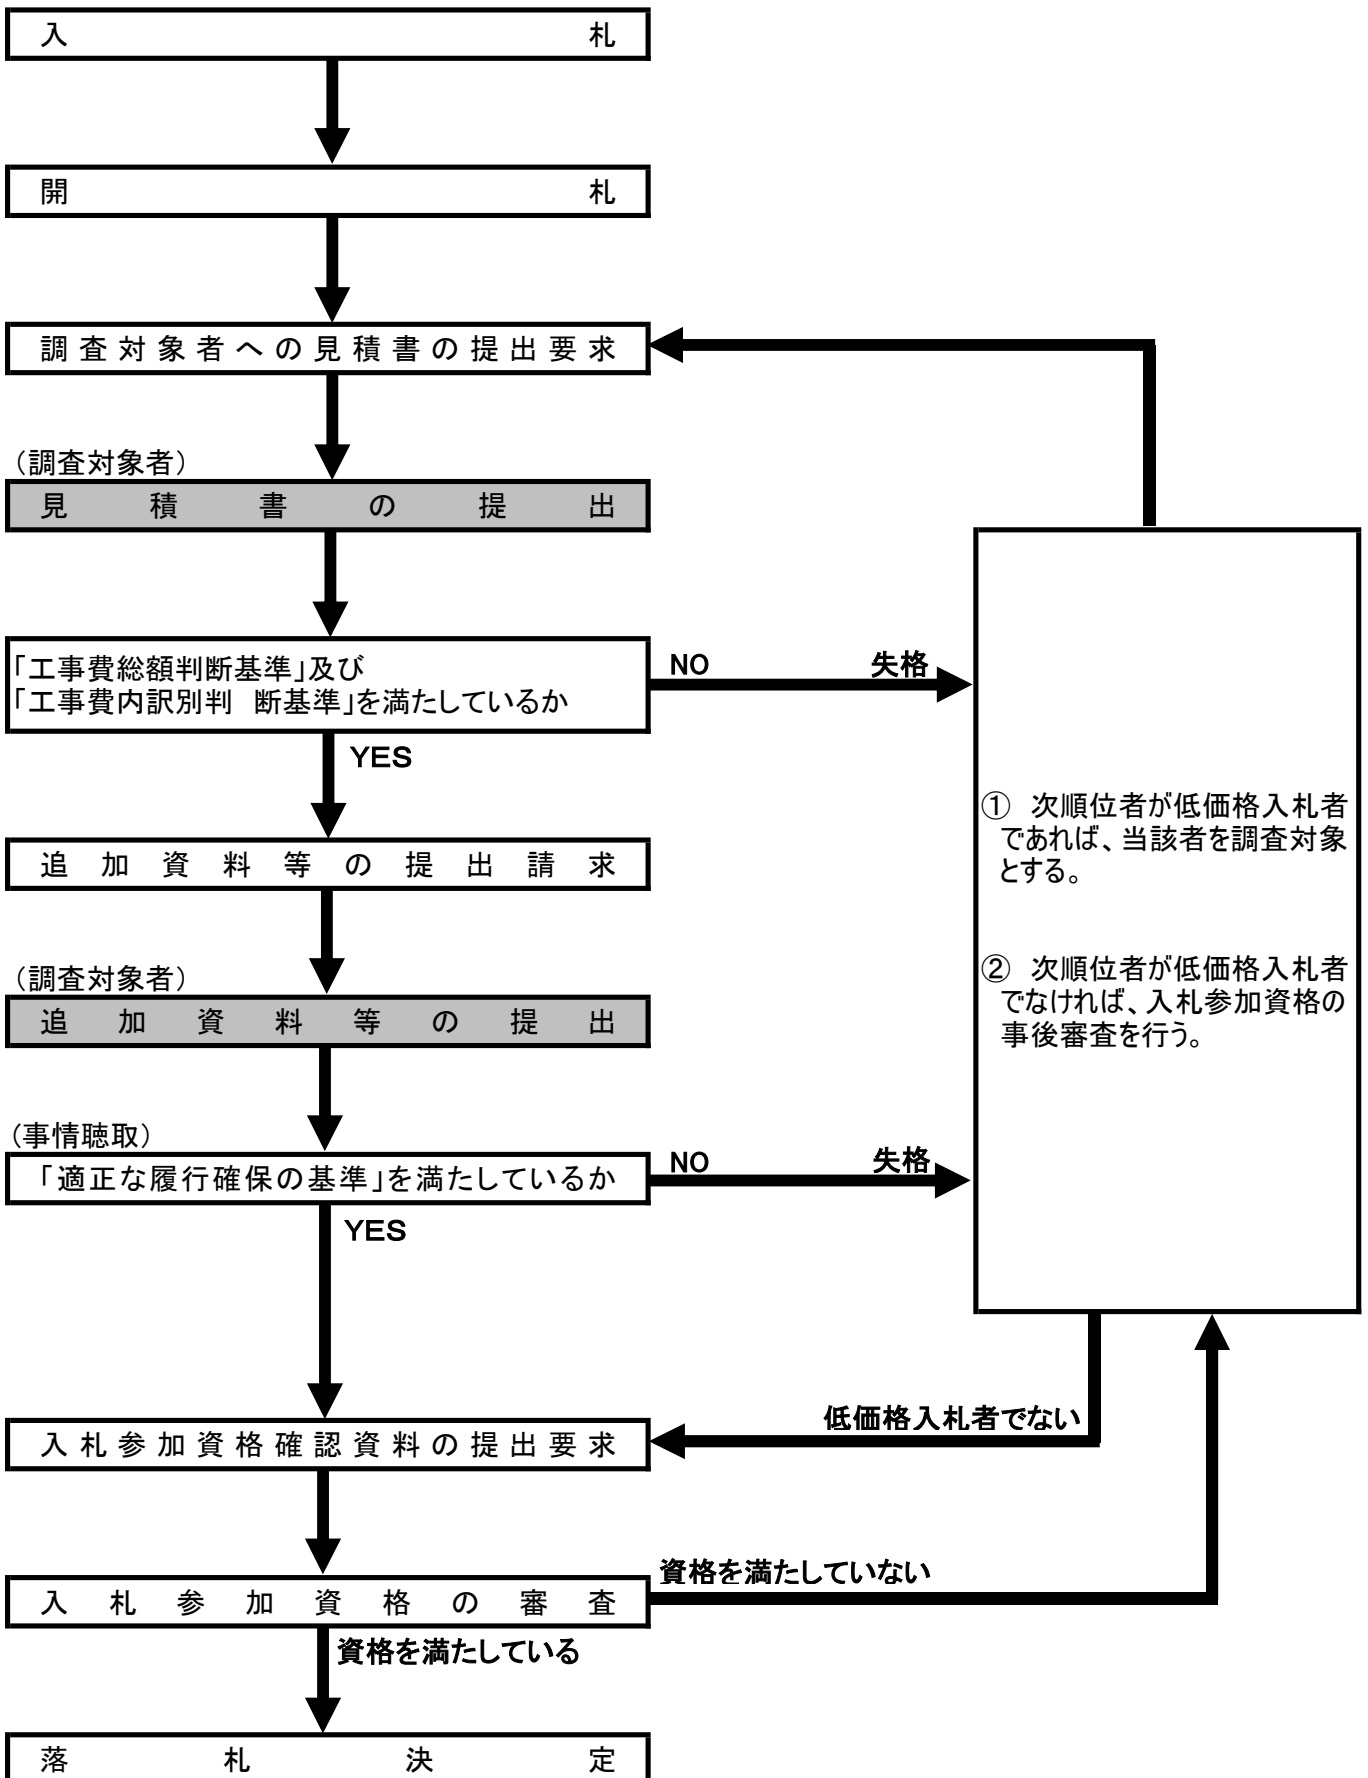 入札
開札
調査対象者への見積書の提出要求
（調査対象者）
見積書の提出
「工事費総額判断基準」及び
「工事費内訳別判　断基準」を満たしているか
NO
失格
YES
追加資料等の提出請求
（調査対象者）
追加資料等の提出
（事情聴取）
「適正な履行確保の基準」を満たしているか
NO
失格
YES
①　次順位者が低価格入札者
であれば、当該者を調査対象
とする。
②　次順位者が低価格入札者
でなければ、入札参加資格の
事後審査を行う。
低価格入札者でない
入札参加資格確認資料の提出要求
資格を満たしていない
入札参加資格の審査
資格を満たしている
落札決定